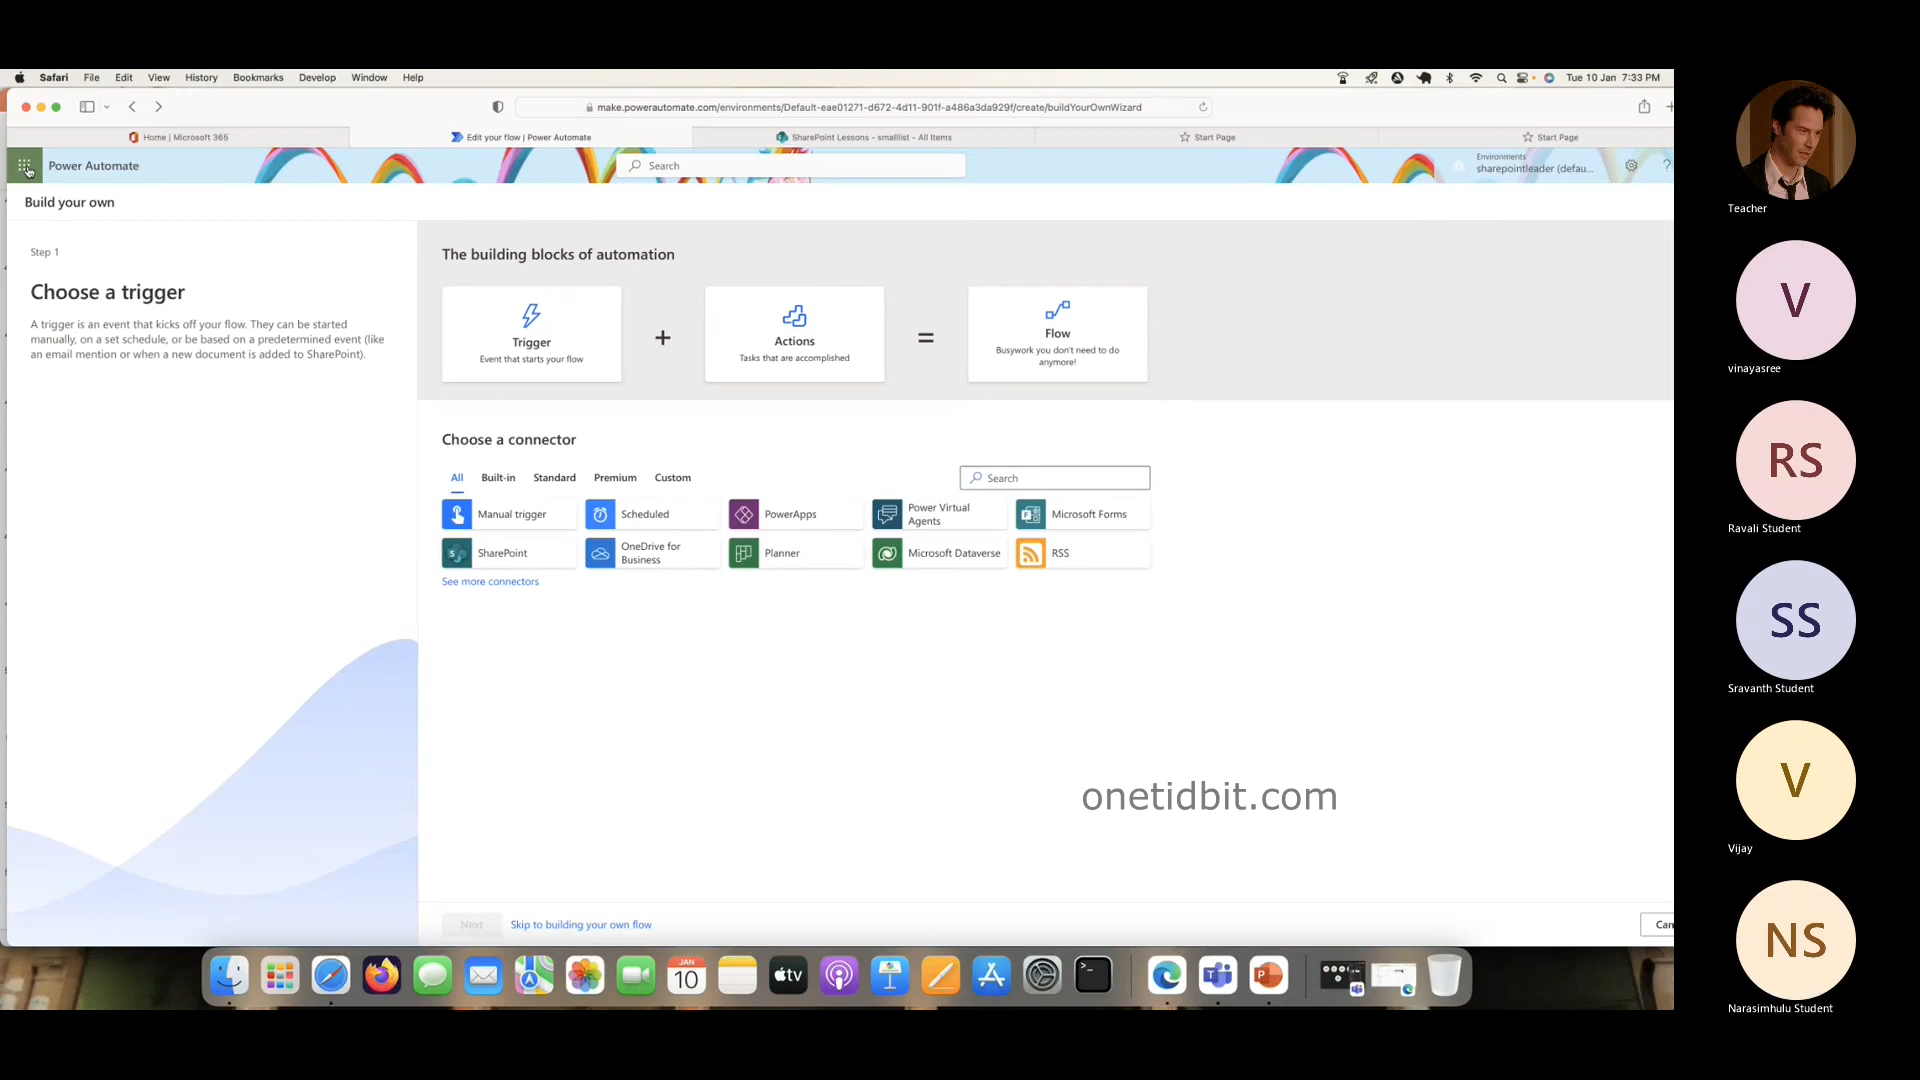 Safari File Edit View History Bookmarks Develop Window Help
Tue 10 Jan 7:33 PM
make.powerautomate.com/environments/Default-eae01271-d672-4d11-901f-a486a3da929f/create/buildYourOwnWizard
Home | Microsoft 365
Edit your flow | Power Automate
SharePoint Lessons - smalllist - All Items
Start Page
Start Page
Power Automate
Search
Environments
sharepointleader (defau...
?
Build your own
Step 1
Choose a trigger
A trigger is an event that kicks off your flow. They can be started
manually, on a set schedule, or be based on a predetermined event (like
an email mention or when a new document is added to SharePoint).
The building blocks of automation
Trigger
Event that starts your flow
+
Actions
Tasks that are accomplished
=
Flow
Busywork you don't need to do
anymore!
Choose a connector
All Built-in Standard Premium Custom
Search
Manual trigger
Scheduled
PowerApps
Power Virtual
Agents
Microsoft Forms
SharePoint
OneDrive for
Business
Planner
Microsoft Dataverse
RSS
See more connectors
onetidbit.com
Next
Skip to building your own flow
Can
JAN
10
tv
Teacher
V
vinayasree
RS
Ravali Student
SS
Sravanth Student
V
Vijay
NS
Narasimhulu Student